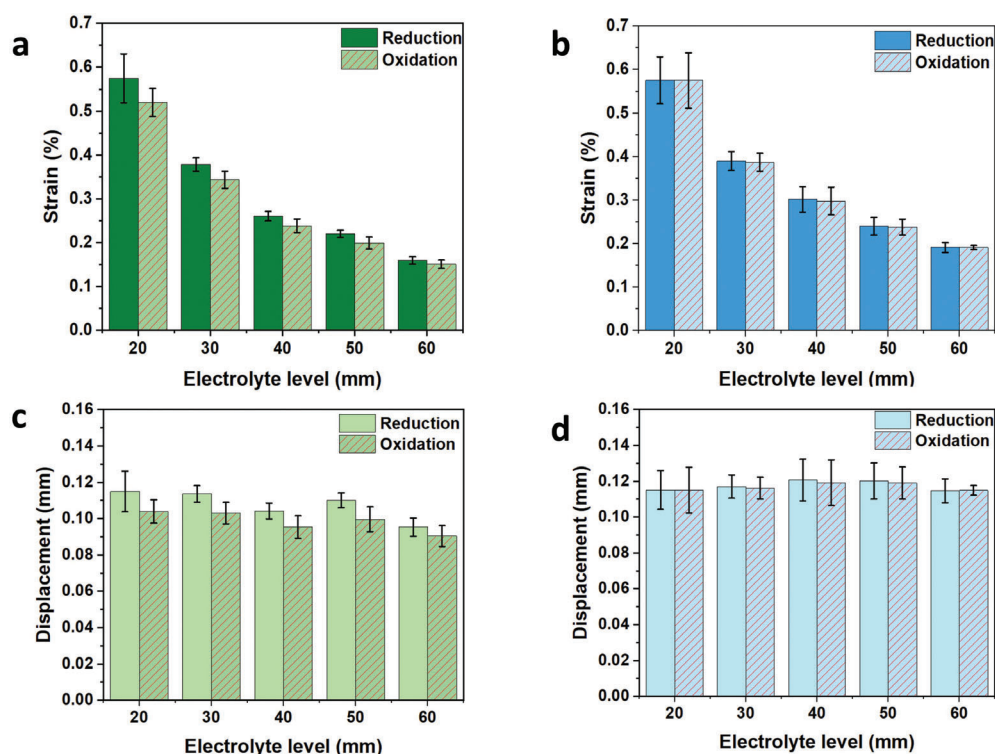 a
Strain (%)
0.7
0.6
0.5
0.4
0.3
0.2
0.1
0.0
Reduction
Oxidation
20 30 40 50 60
Electrolyte level (mm)
b
Strain (%)
0.7
0.6
0.5
0.4
0.3
0.2
0.1
0.0
Reduction
Oxidation
20 30 40 50 60
Electrolyte level (mm)
c
Displacement (mm)
0.16
0.14
0.12
0.10
0.08
0.06
0.04
0.02
0.00
Reduction
Oxidation
20 30 40 50 60
Electrolyte level (mm)
d
Displacement (mm)
0.16
0.14
0.12
0.10
0.08
0.06
0.04
0.02
0.00
Reduction
Oxidation
20 30 40 50 60
Electrolyte level (mm)